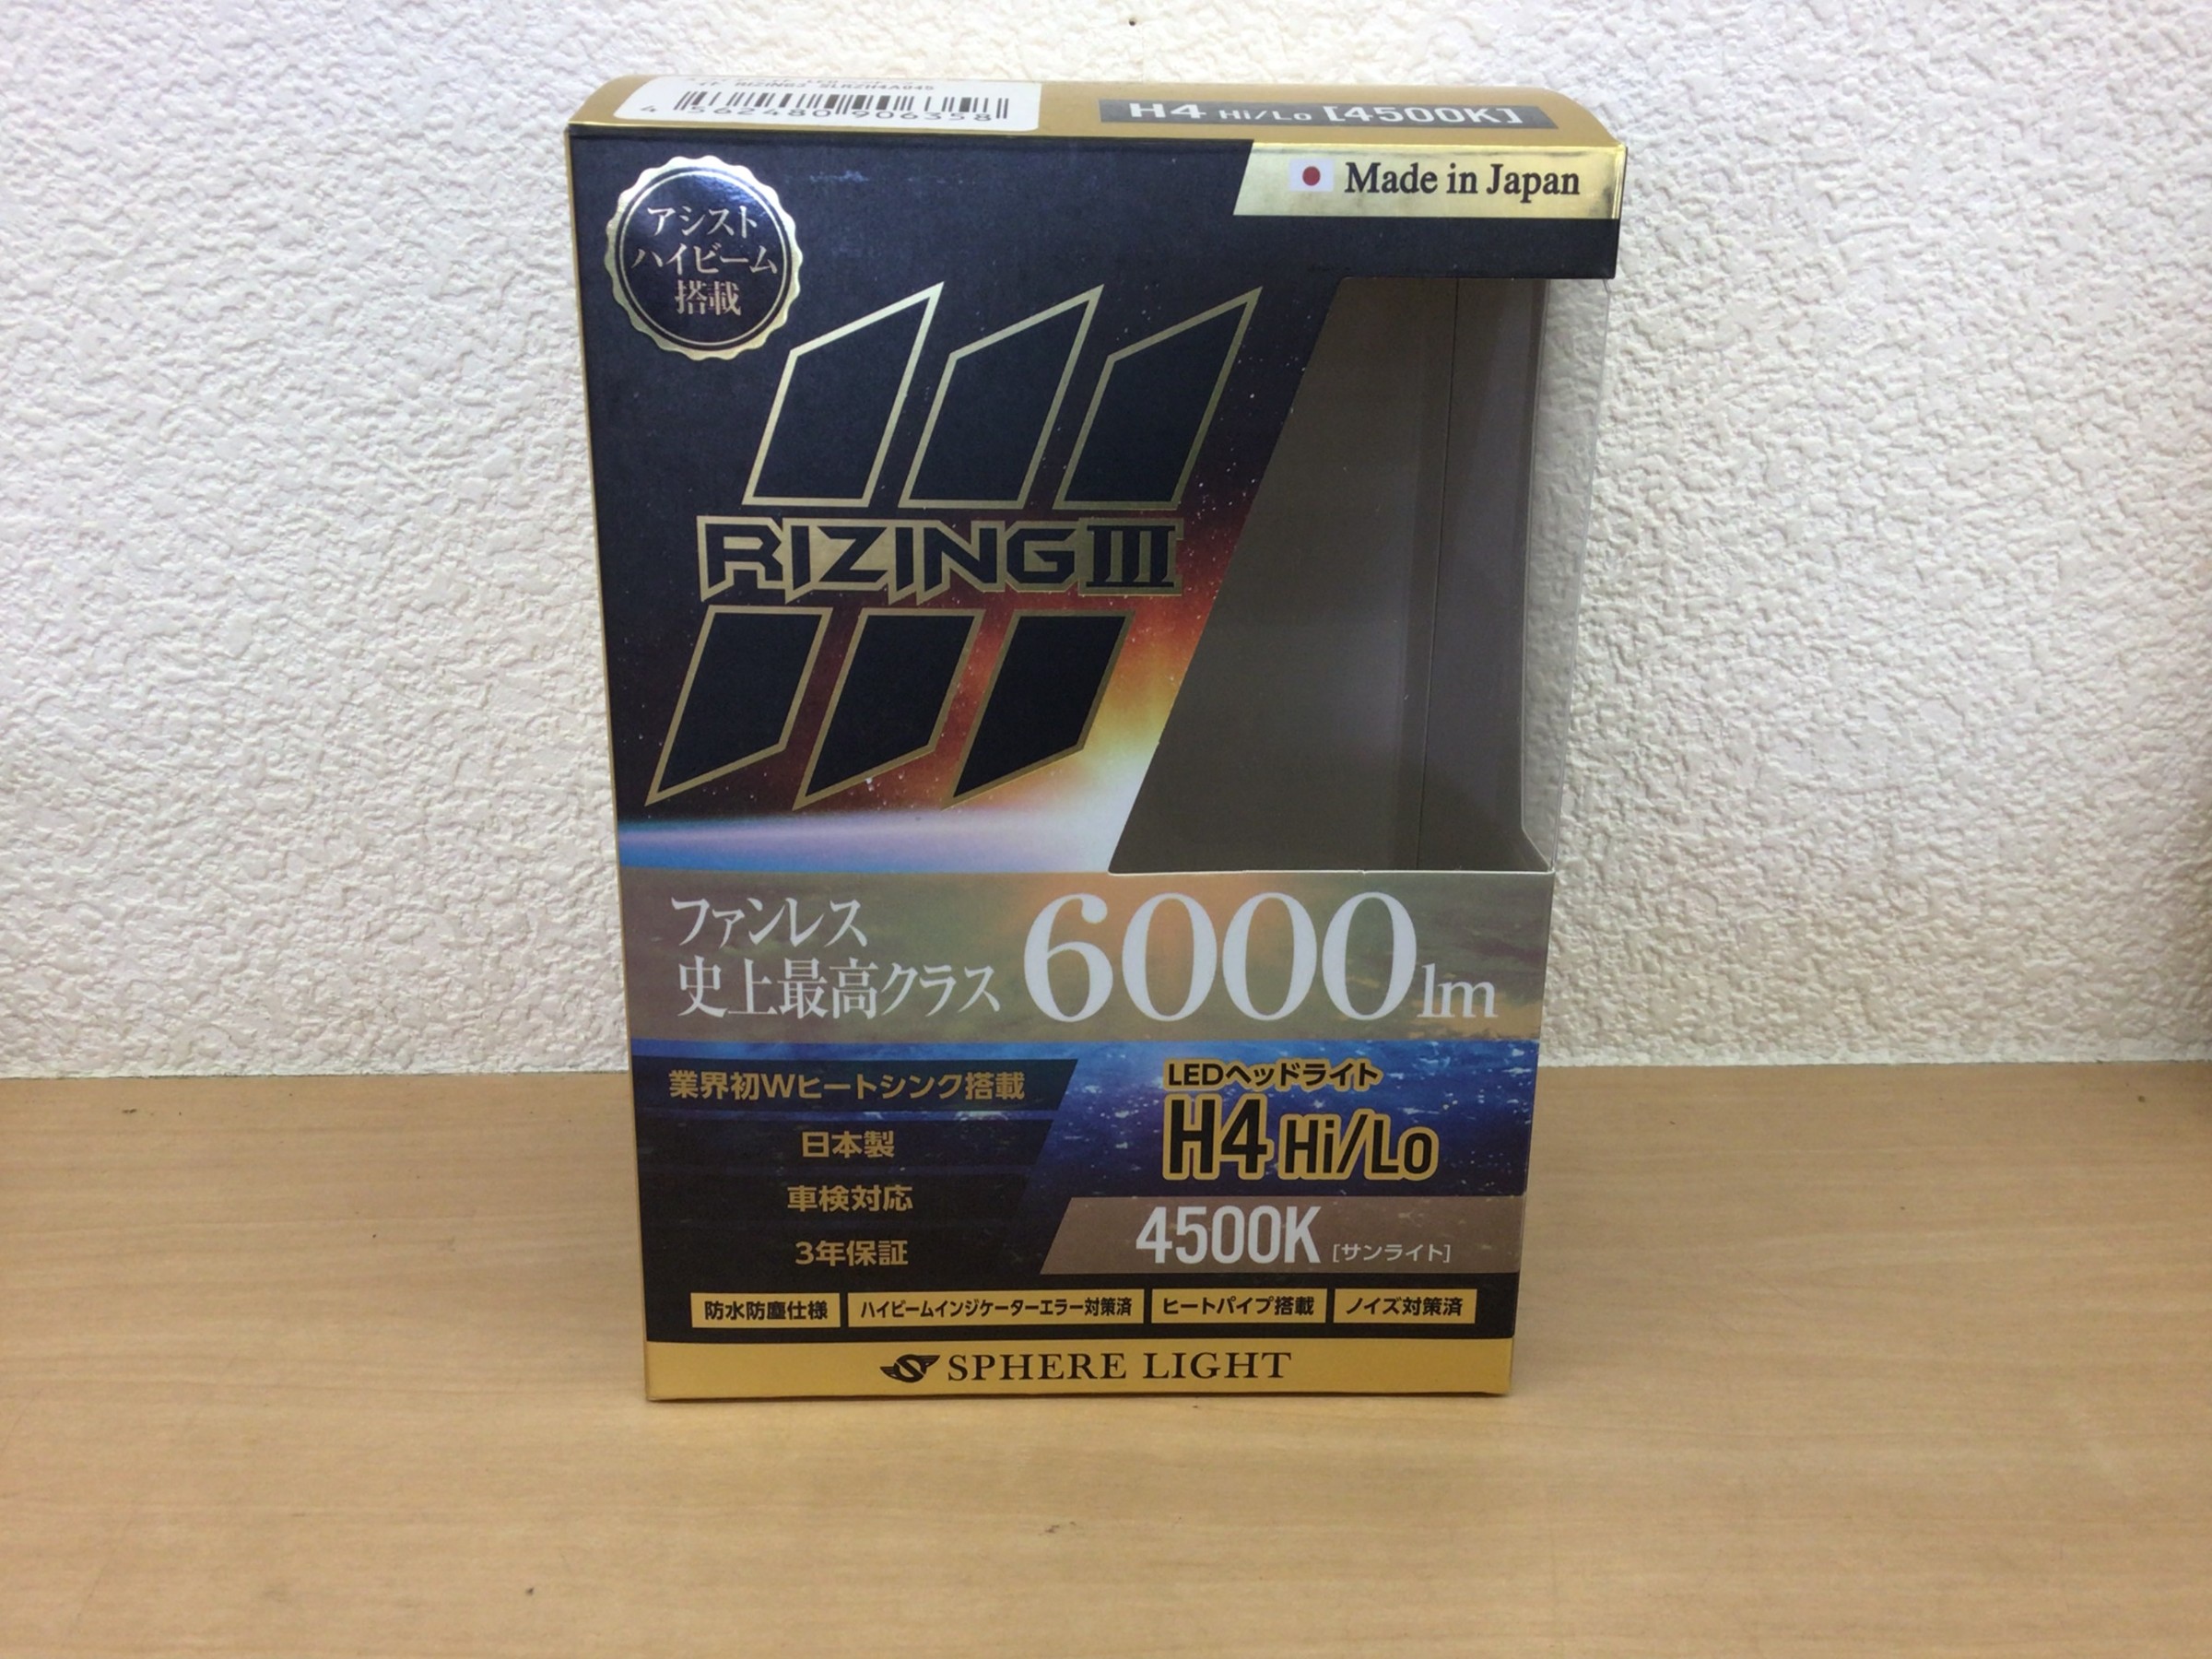 RIZING3 SLRZH4A045
4 562480 906358
H4 Hi/Lo [4500K]
Made in Japan
アシスト
ハイビーム
搭載
RIZING III
ファンレス
史上最高クラス 6000lm
業界初Wヒートシンク搭載
日本製
車検対応
3年保証
LEDヘッドライト
H4 Hi/Lo
4500K [サンライト]
防水防塵仕様 ハイビームインジケーターエラー対策済 ヒートパイプ搭載 ノイズ対策済
SPHERE LIGHT